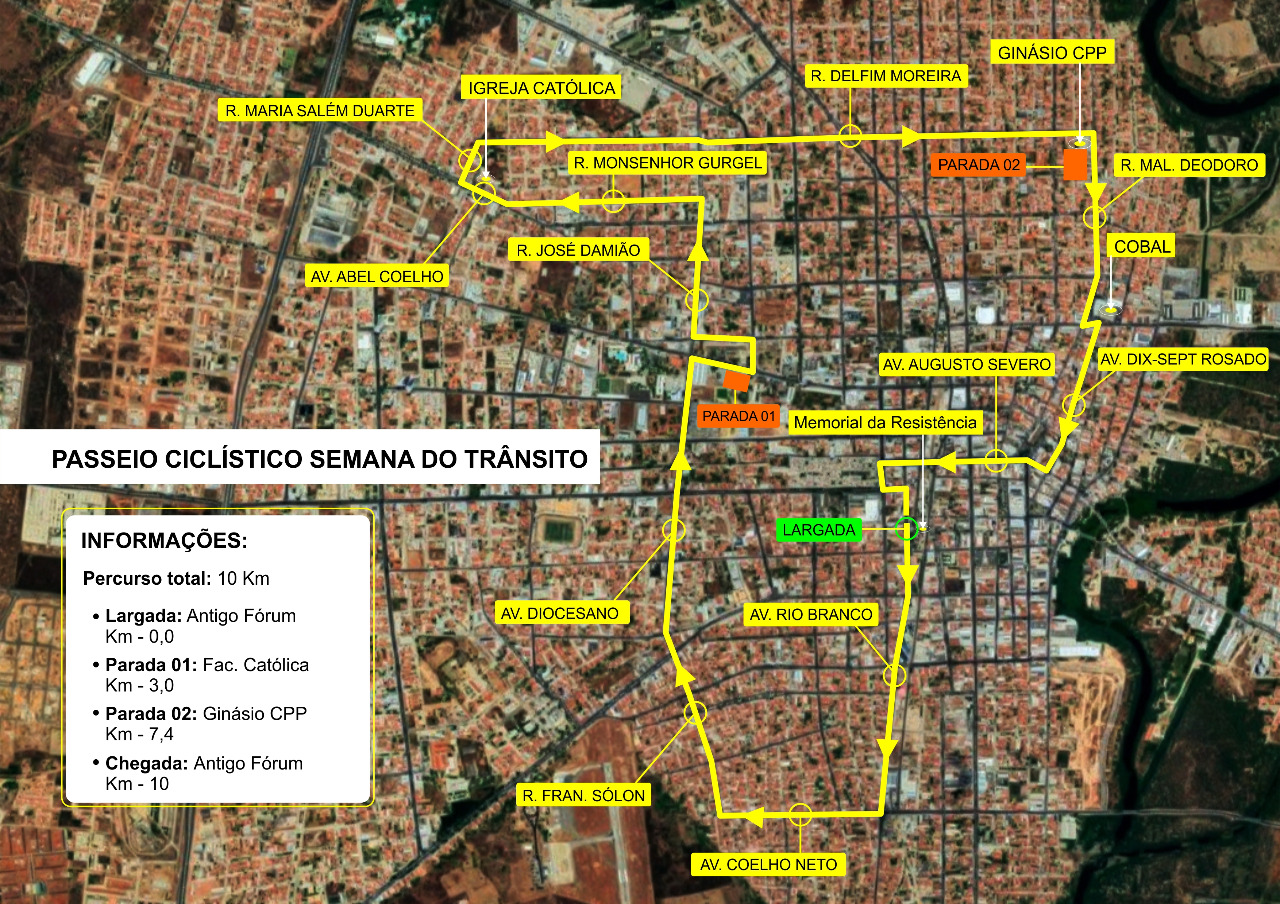 GINÁSIO CPP
R. DELFIM MOREIRA
IGREJA CATÓLICA
R. MARIA SALÉM DUARTE
R. MONSENHOR GURGEL
PARADA 02
R. MAL. DEODORO
R. JOSÉ DAMIÃO
COBAL
AV. ABEL COELHO
AV. AUGUSTO SEVERO
AV. DIX-SEPT ROSADO
PARADA 01
Memorial da Resistência
PASSEIO CICLÍSTICO SEMANA DO TRÂNSITO
LARGADA
INFORMAÇÕES:
Percurso total: 10 Km
• Largada: Antigo Fórum
Km - 0,0
• Parada 01: Fac. Católica
Km - 3,0
• Parada 02: Ginásio CPP
Km - 7,4
• Chegada: Antigo Fórum
Km - 10
AV. DIOCESANO
AV. RIO BRANCO
R. FRAN. SÓLON
AV. COELHO NETO